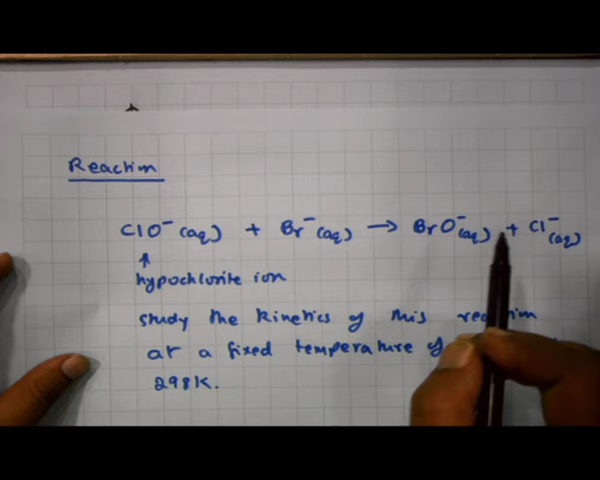 Reaction
ClO⁻(aq) + Br⁻(aq) → BrO⁻(aq) + Cl⁻(aq)
↑
hypochlorite ion
study the kinetics of this reaction
at a fixed temperature of
298K.